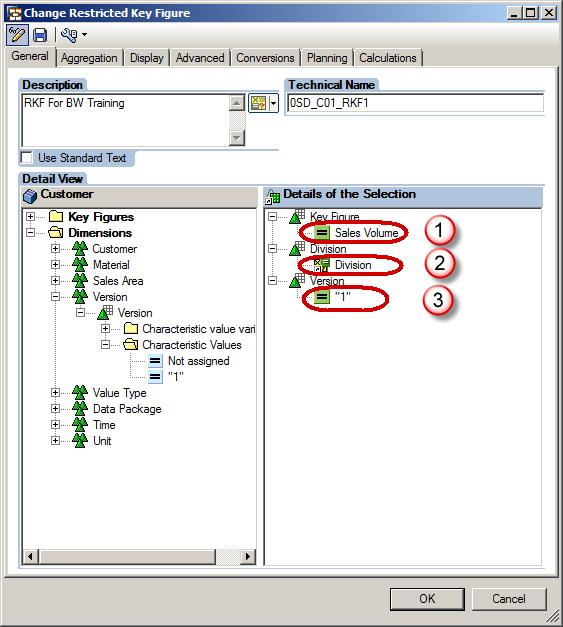 Change Restricted Key Figure
General Aggregation Display Advanced Conversions Planning Calculations
Description
Technical Name
RKF For BW Training
0SD_C01_RKF1
Use Standard Text
Detail View
Customer
Key Figures
Dimensions
Customer
Material
Sales Area
Version
Version
Characteristic value vari
Characteristic Values
Not assigned
"1"
Value Type
Data Package
Time
Unit
Details of the Selection
Key Figure
Sales Volume
1
Division
Division
2
Version
"1"
3
OK
Cancel